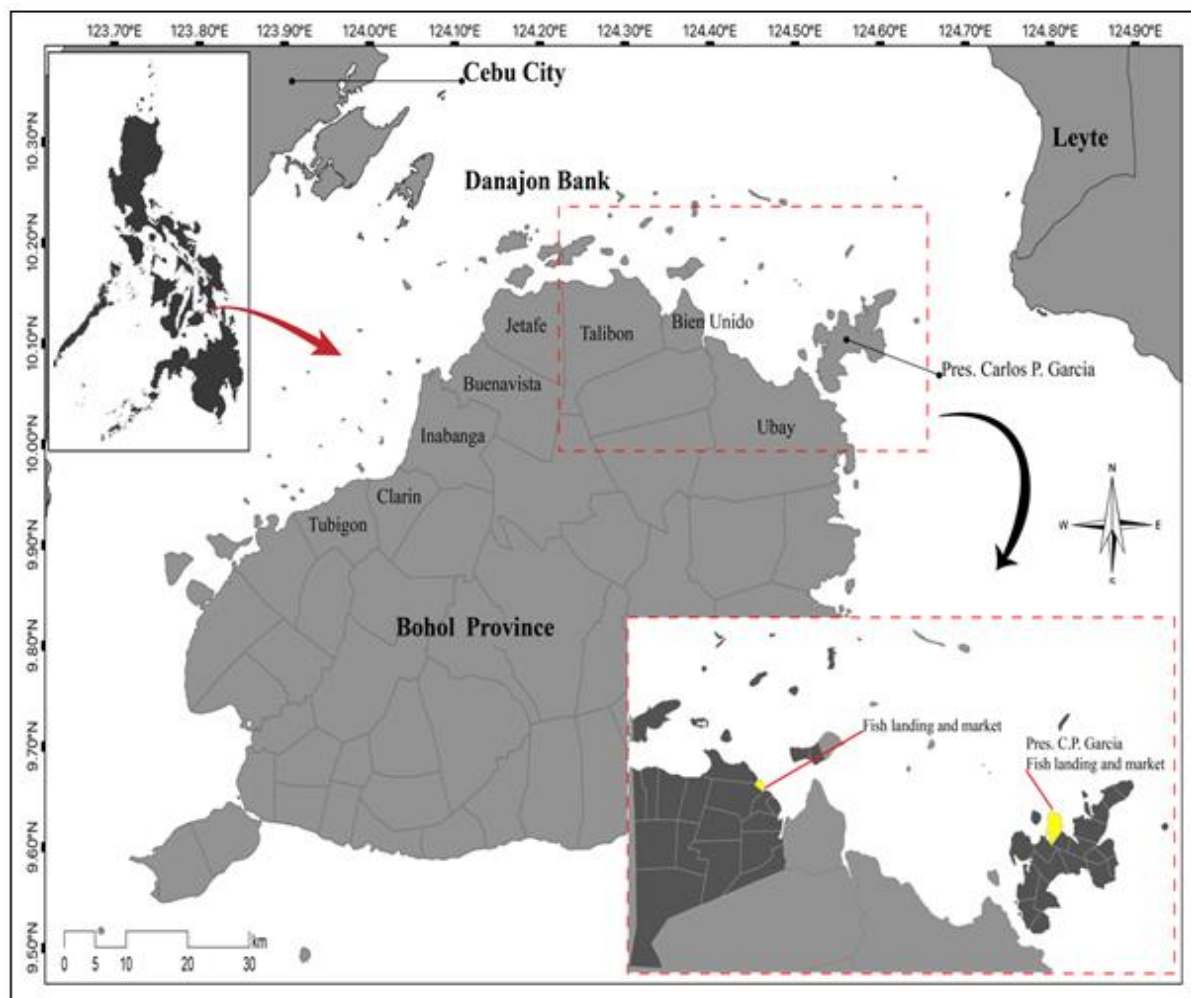 123.70°E 123.80°E 123.90°E 124.00°E 124.10°E 124.20°E 124.30°E 124.40°E 124.50°E 124.60°E 124.70°E 124.80°E 124.90°E
Cebu City
10.30°N
Leyte
Danajon Bank
10.20°N
Jetafe
Talibon
Bien Unido
10.10°N
Pres. Carlos P. Garcia
Buenavista
Inabanga
Ubay
10.00°N
Clarin
Tubigon
N
W E
S
9.90°N
Bohol Province
9.80°N
9.70°N
Fish landing and market
Pres. C.P. Garcia
Fish landing and market
9.60°N
9.50°N
km
0 5 10 20 30